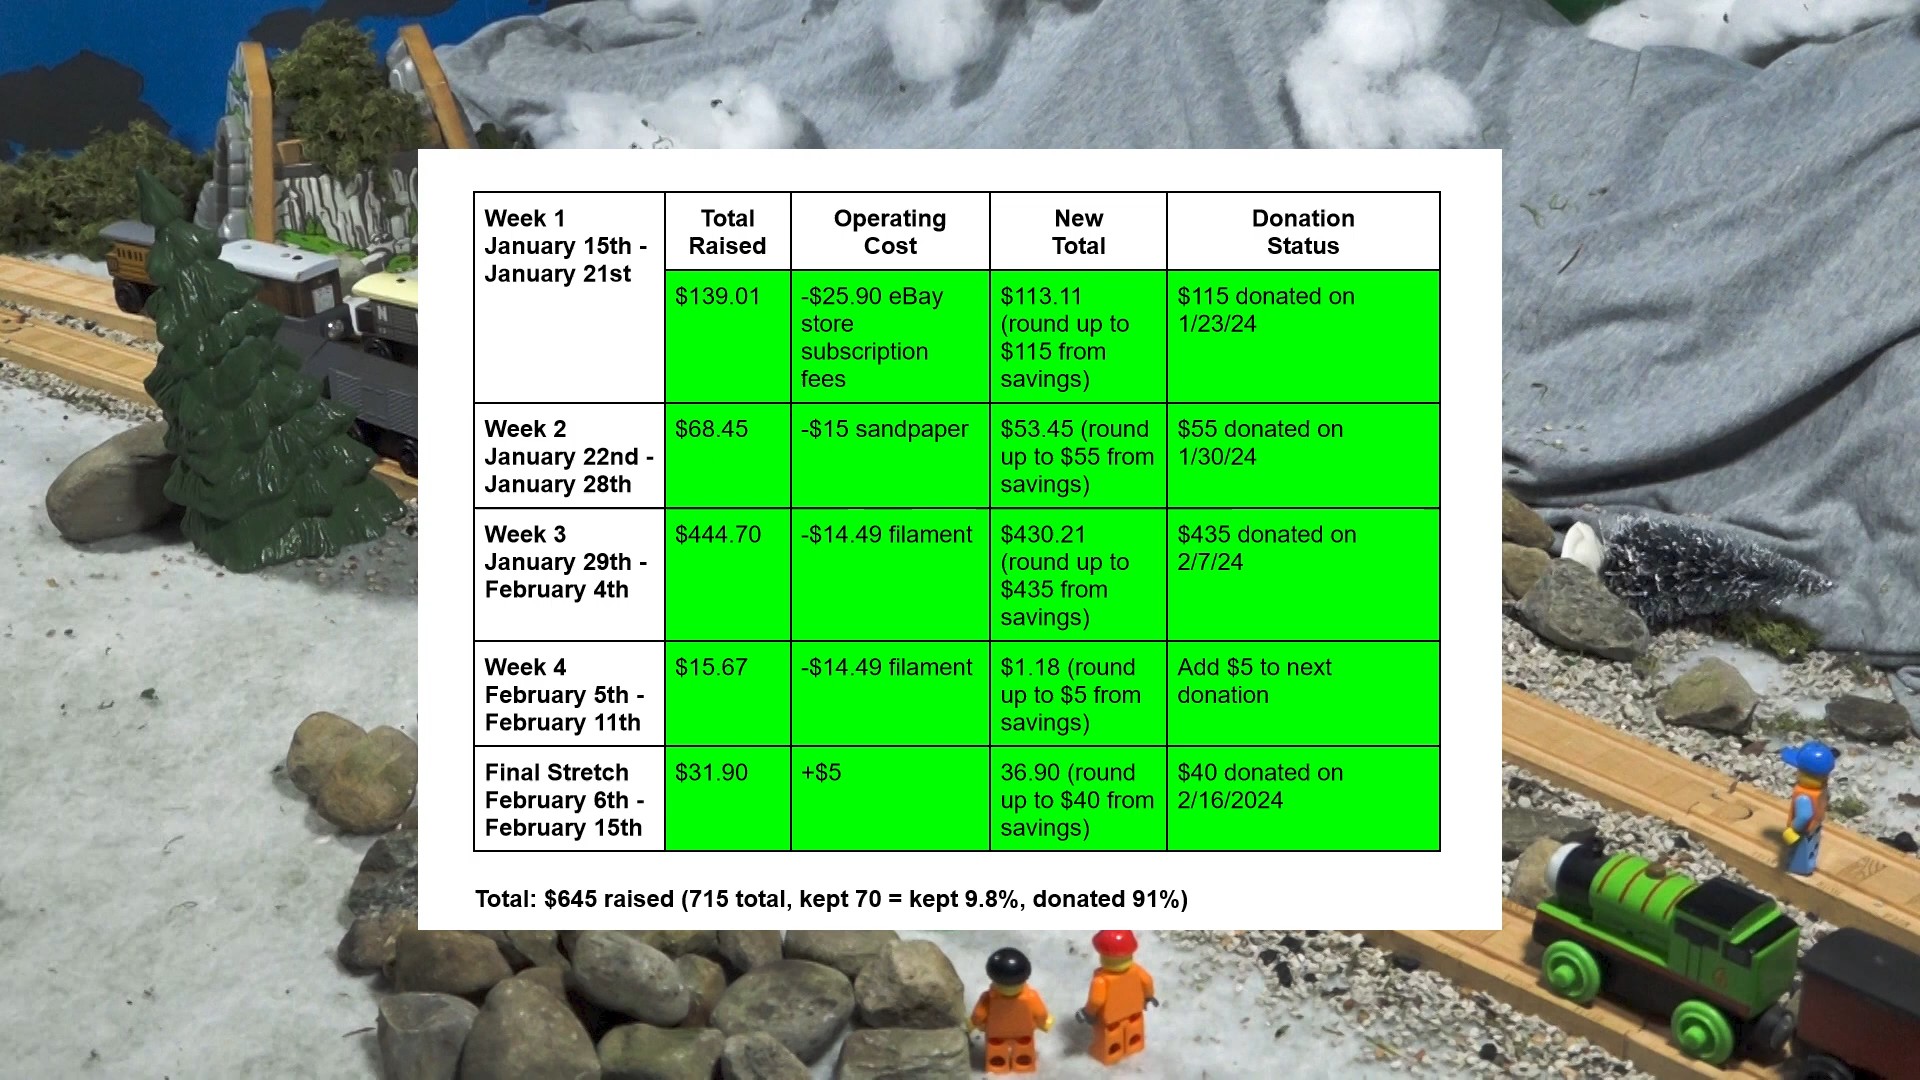 Week 1
January 15th -
January 21st
Total
Raised
Operating
Cost
New
Total
Donation
Status
$139.01
-$25.90 eBay
store
subscription
fees
$113.11
(round up to
$115 from
savings)
$115 donated on
1/23/24
Week 2
January 22nd -
January 28th
$68.45
-$15 sandpaper
$53.45 (round
up to $55 from
savings)
$55 donated on
1/30/24
Week 3
January 29th -
February 4th
$444.70
-$14.49 filament
$430.21
(round up to
$435 from
savings)
$435 donated on
2/7/24
Week 4
February 5th -
February 11th
$15.67
-$14.49 filament
$1.18 (round
up to $5 from
savings)
Add $5 to next
donation
Final Stretch
February 6th -
February 15th
$31.90
+$5
36.90 (round
up to $40 from
savings)
$40 donated on
2/16/2024
Total: $645 raised (715 total, kept 70 = kept 9.8%, donated 91%)